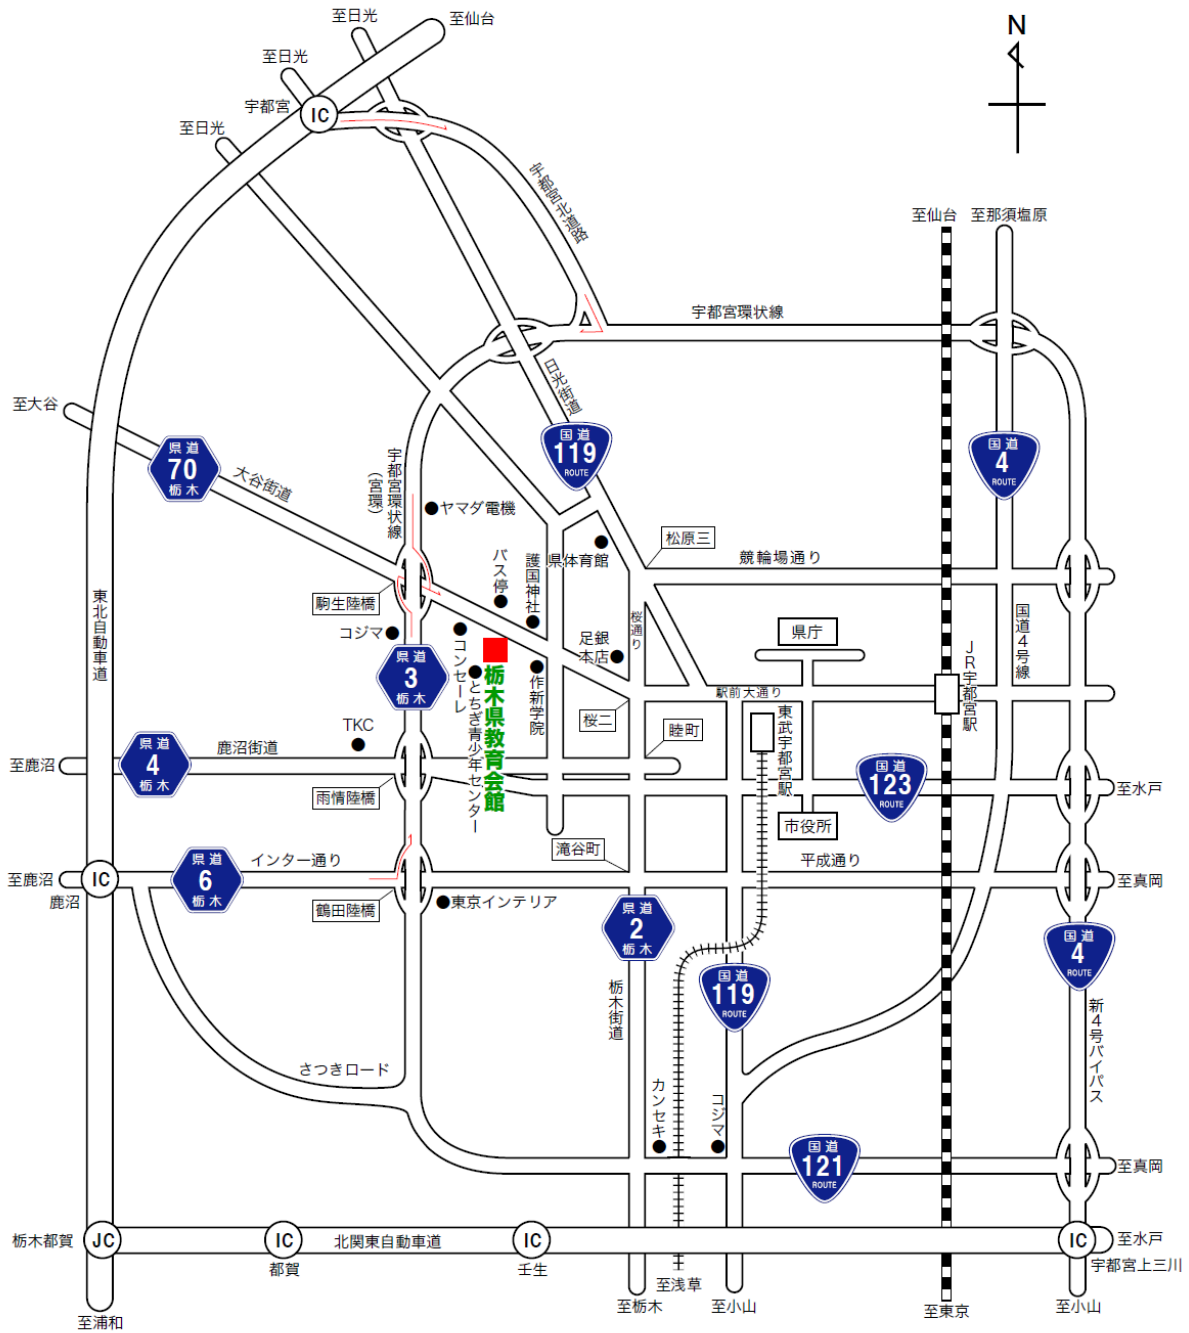 至日光
至仙台
N
至日光
宇都宮
IC
至日光
宇都宮北道路
至仙台
至那須塩原
宇都宮環状線
日光街道
至大谷
県道
70
栃木
大谷街道
宇都宮環状線
（宮環）
国道
119
ROUTE
国道
4
ROUTE
ヤマダ電機
松原三
バス停
護国神社
県体育館
競輪場通り
東北自動車道
駒生陸橋
コジマ
県道
3
栃木
コンセーレ
とちぎ青少年センター
栃木県教育会館
作新学院
足銀
本店
桜通り
県庁
国道4号線
JR宇都宮駅
駅前大通り
桜二
睦町
東武宇都宮駅
TKC
鹿沼街道
至鹿沼
県道
4
栃木
雨情陸橋
国道
123
ROUTE
至水戸
市役所
滝谷町
インター通り
平成通り
至鹿沼
IC
鹿沼
県道
6
栃木
至真岡
鶴田陸橋
東京インテリア
県道
2
栃木
国道
4
ROUTE
国道
119
ROUTE
栃木街道
新4号バイパス
さつきロード
カンセキ
コジマ
国道
121
ROUTE
至真岡
栃木都賀
JC
IC
都賀
北関東自動車道
IC
壬生
IC
至水戸
宇都宮上三川
至浅草
至浦和
至栃木
至小山
至東京
至小山